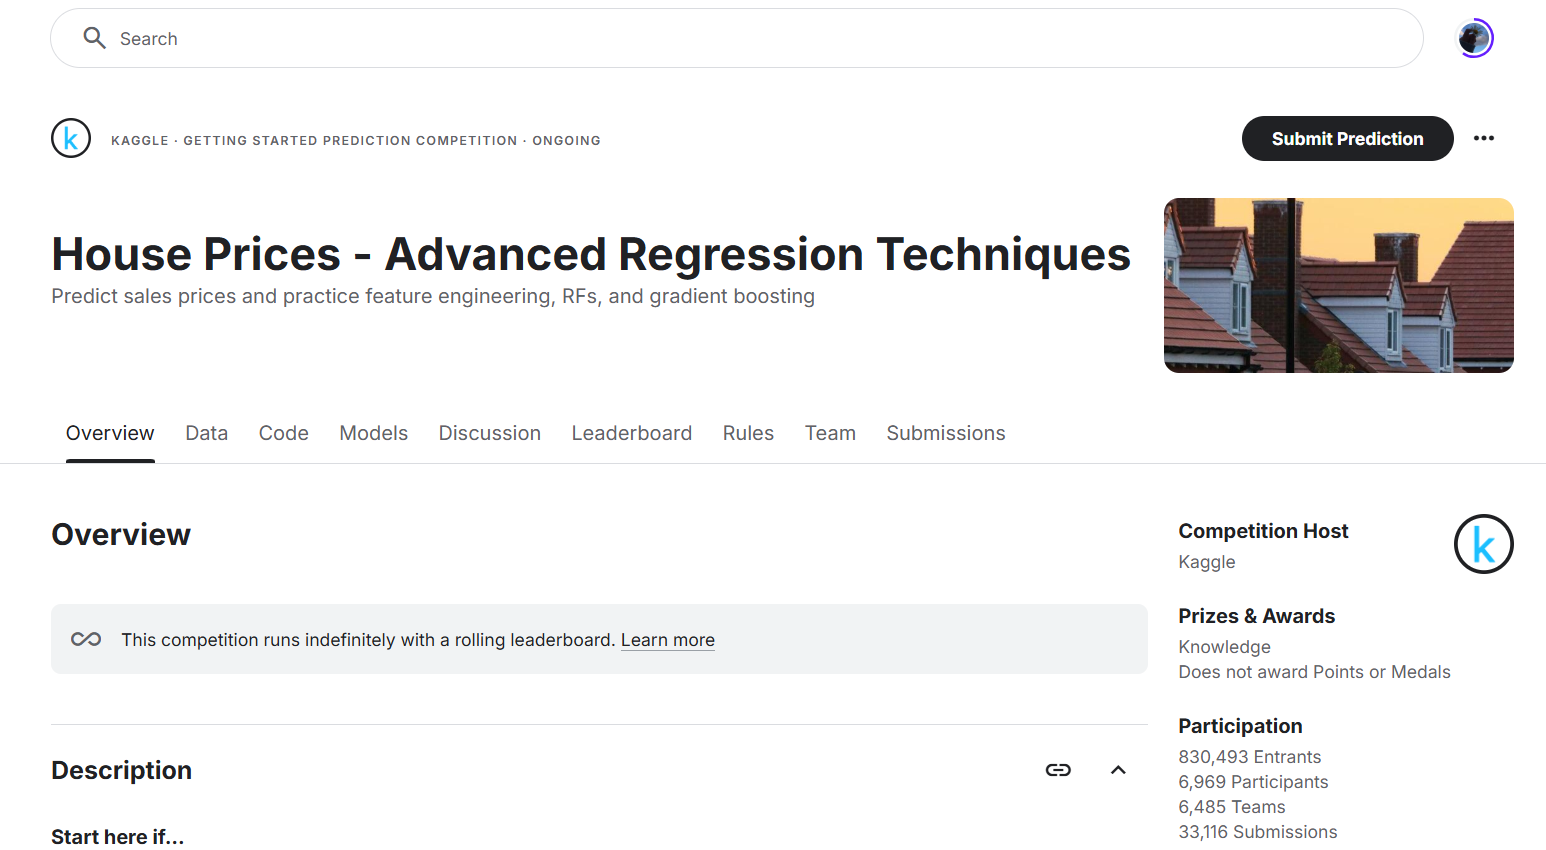 Search
k
KAGGLE · GETTING STARTED PREDICTION COMPETITION · ONGOING
Submit Prediction
House Prices - Advanced Regression Techniques
Predict sales prices and practice feature engineering, RFs, and gradient boosting
Overview Data Code Models Discussion Leaderboard Rules Team Submissions
Overview
This competition runs indefinitely with a rolling leaderboard. Learn more
Description
Start here if...
Competition Host
Kaggle
k
Prizes & Awards
Knowledge
Does not award Points or Medals
Participation
830,493 Entrants
6,969 Participants
6,485 Teams
33,116 Submissions